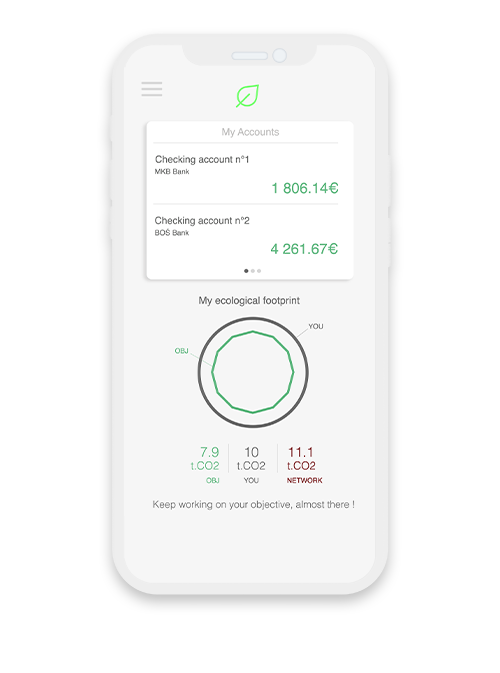 My Accounts
Checking account n°1
MKB Bank
1 806.14€
Checking account n°2
BOŚ Bank
4 261.67€
My ecological footprint
YOU
OBJ
7.9 10 11.1
t.CO2 t.CO2 t.CO2
OBJ YOU NETWORK
Keep working on your objective, almost there !